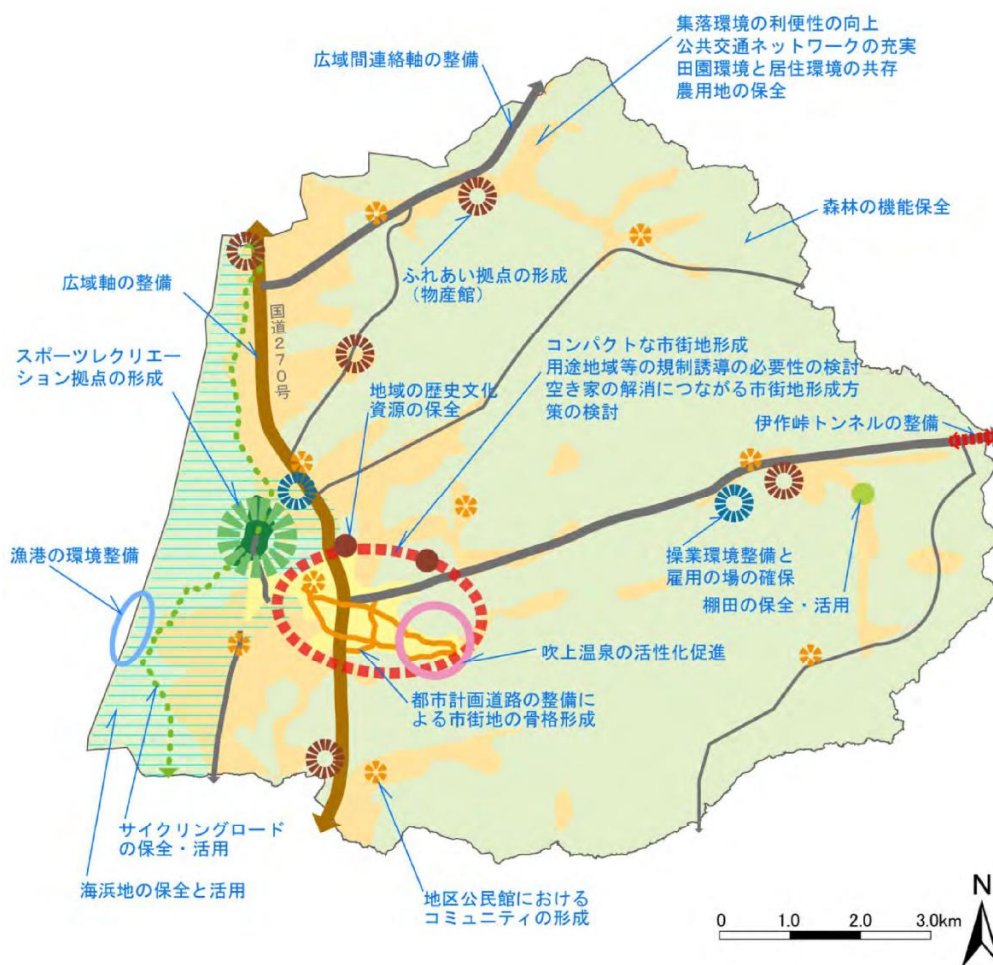 集落環境の利便性の向上
公共交通ネットワークの充実
田園環境と居住環境の共存
農用地の保全
広域間連絡軸の整備
森林の機能保全
ふれあい拠点の形成
（物産館）
広域軸の整備
国道270号
スポーツレクリエー
ション拠点の形成
コンパクトな市街地形成
用途地域等の規制誘導の必要性の検討
空き家の解消につながる市街地形成方
策の検討
地域の歴史文化
資源の保全
伊作峠トンネルの整備
漁港の環境整備
操業環境整備と
雇用の場の確保
棚田の保全・活用
吹上温泉の活性化促進
都市計画道路の整備に
よる市街地の骨格形成
サイクリングロード
の保全・活用
海浜地の保全と活用
地区公民館における
コミュニティの形成
N
0 1.0 2.0 3.0km